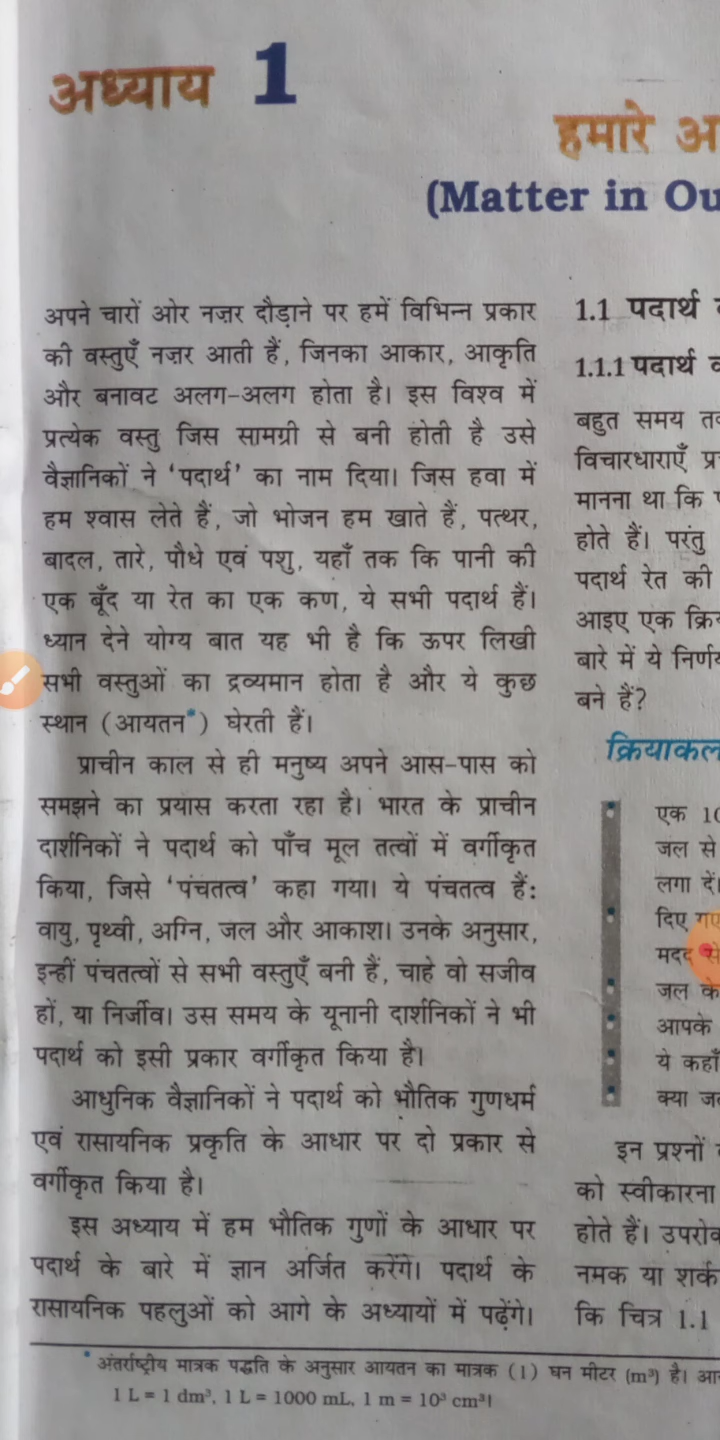 अध्याय 1
हमारे
(Matter in
अपने चारों ओर नज़र दौड़ाने पर हमें विभिन्न प्रकार
की वस्तुएँ नज़र आती हैं, जिनका आकार, आकृति
और बनावट अलग-अलग होता है। इस विश्व में
प्रत्येक वस्तु जिस सामग्री से बनी होती है उसे
वैज्ञानिकों ने ‘पदार्थ’ का नाम दिया। जिस हवा में
हम श्वास लेते हैं, जो भोजन हम खाते हैं, पत्थर,
बादल, तारे, पौधे एवं पशु, यहाँ तक कि पानी की
एक बूँद या रेत का एक कण, ये सभी पदार्थ हैं।
ध्यान देने योग्य बात यह भी है कि ऊपर लिखी
सभी वस्तुओं का द्रव्यमान होता है और ये कुछ
स्थान (आयतन*) घेरती हैं।
प्राचीन काल से ही मनुष्य अपने आस-पास को
समझने का प्रयास करता रहा है। भारत के प्राचीन
दार्शनिकों ने पदार्थ को पाँच मूल तत्वों में वर्गीकृत
किया, जिसे ‘पंचतत्व’ कहा गया। ये पंचतत्व हैं:
वायु, पृथ्वी, अग्नि, जल और आकाश। उनके अनुसार,
इन्हीं पंचतत्वों से सभी वस्तुएँ बनी हैं, चाहे वो सजीव
हों, या निर्जीव। उस समय के यूनानी दार्शनिकों ने भी
पदार्थ को इसी प्रकार वर्गीकृत किया है।
आधुनिक वैज्ञानिकों ने पदार्थ को भौतिक गुणधर्म
एवं रासायनिक प्रकृति के आधार पर दो प्रकार से
वर्गीकृत किया है।
इस अध्याय में हम भौतिक गुणों के आधार पर
पदार्थ के बारे में ज्ञान अर्जित करेंगे। पदार्थ के
रासायनिक पहलुओं को आगे के अध्यायों में पढ़ेंगे।
1.1 पदार्थ
1.1.1 पदार्थ
बहुत समय
विचारधाराएँ
मानना था कि
होते हैं। परंतु
पदार्थ रेत की
आइए एक
बारे में ये
बने हैं?
एक
जल से
लगा दें।
दिए
मदद
जल के
आपके
ये कहाँ
क्या
इन प्रश्नों
को स्वीकारना
होते हैं।
नमक या
कि चित्र 1.1
* अंतर्राष्ट्रीय मात्रक पद्धति के अनुसार आयतन का मात्रक (1) घन मीटर (m³) है।
1 L = 1 dm³, 1 L = 1000 mL, 1 m = 10³ cm³।